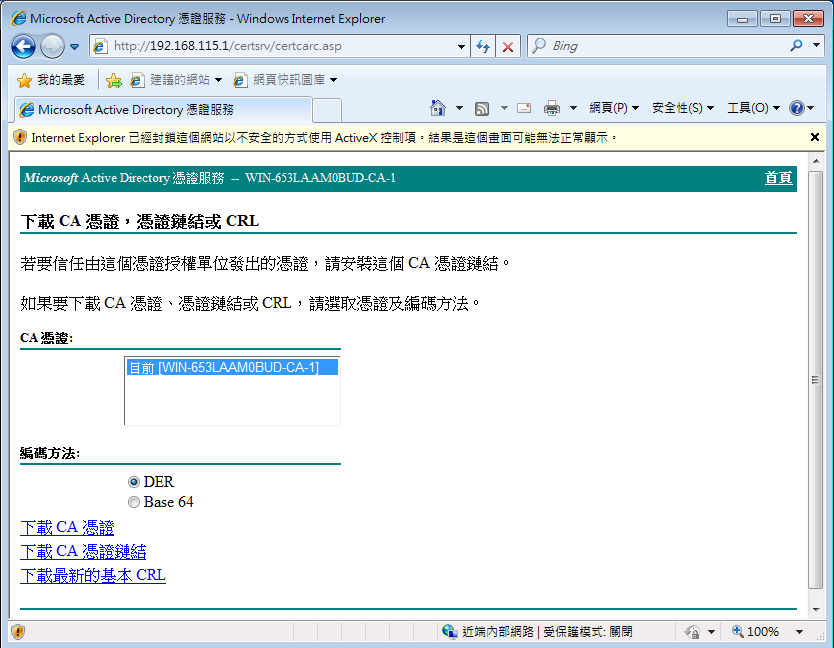 Microsoft Active Directory 憑證服務 - Windows Internet Explorer
http://192.168.115.1/certsrv/certcarc.asp
Bing
我的最愛 建議的網站 網頁快訊圖庫
Microsoft Active Directory 憑證服務 網頁(P) 安全性(S) 工具(O)
Internet Explorer 已經封鎖這個網站以不安全的方式使用 ActiveX 控制項。結果是這個畫面可能無法正常顯示。
Microsoft Active Directory 憑證服務 -- WIN-653LAAM0BUD-CA-1 首頁
下載 CA 憑證，憑證鏈結或 CRL
若要信任由這個憑證授權單位發出的憑證，請安裝這個 CA 憑證鏈結。
如果要下載 CA 憑證、憑證鏈結或 CRL，請選取憑證及編碼方法。
CA 憑證:
目前 [WIN-653LAAM0BUD-CA-1]
編碼方法:
DER
Base 64
下載 CA 憑證
下載 CA 憑證鏈結
下載最新的基本 CRL
近端內部網路 | 受保護模式: 關閉 100%